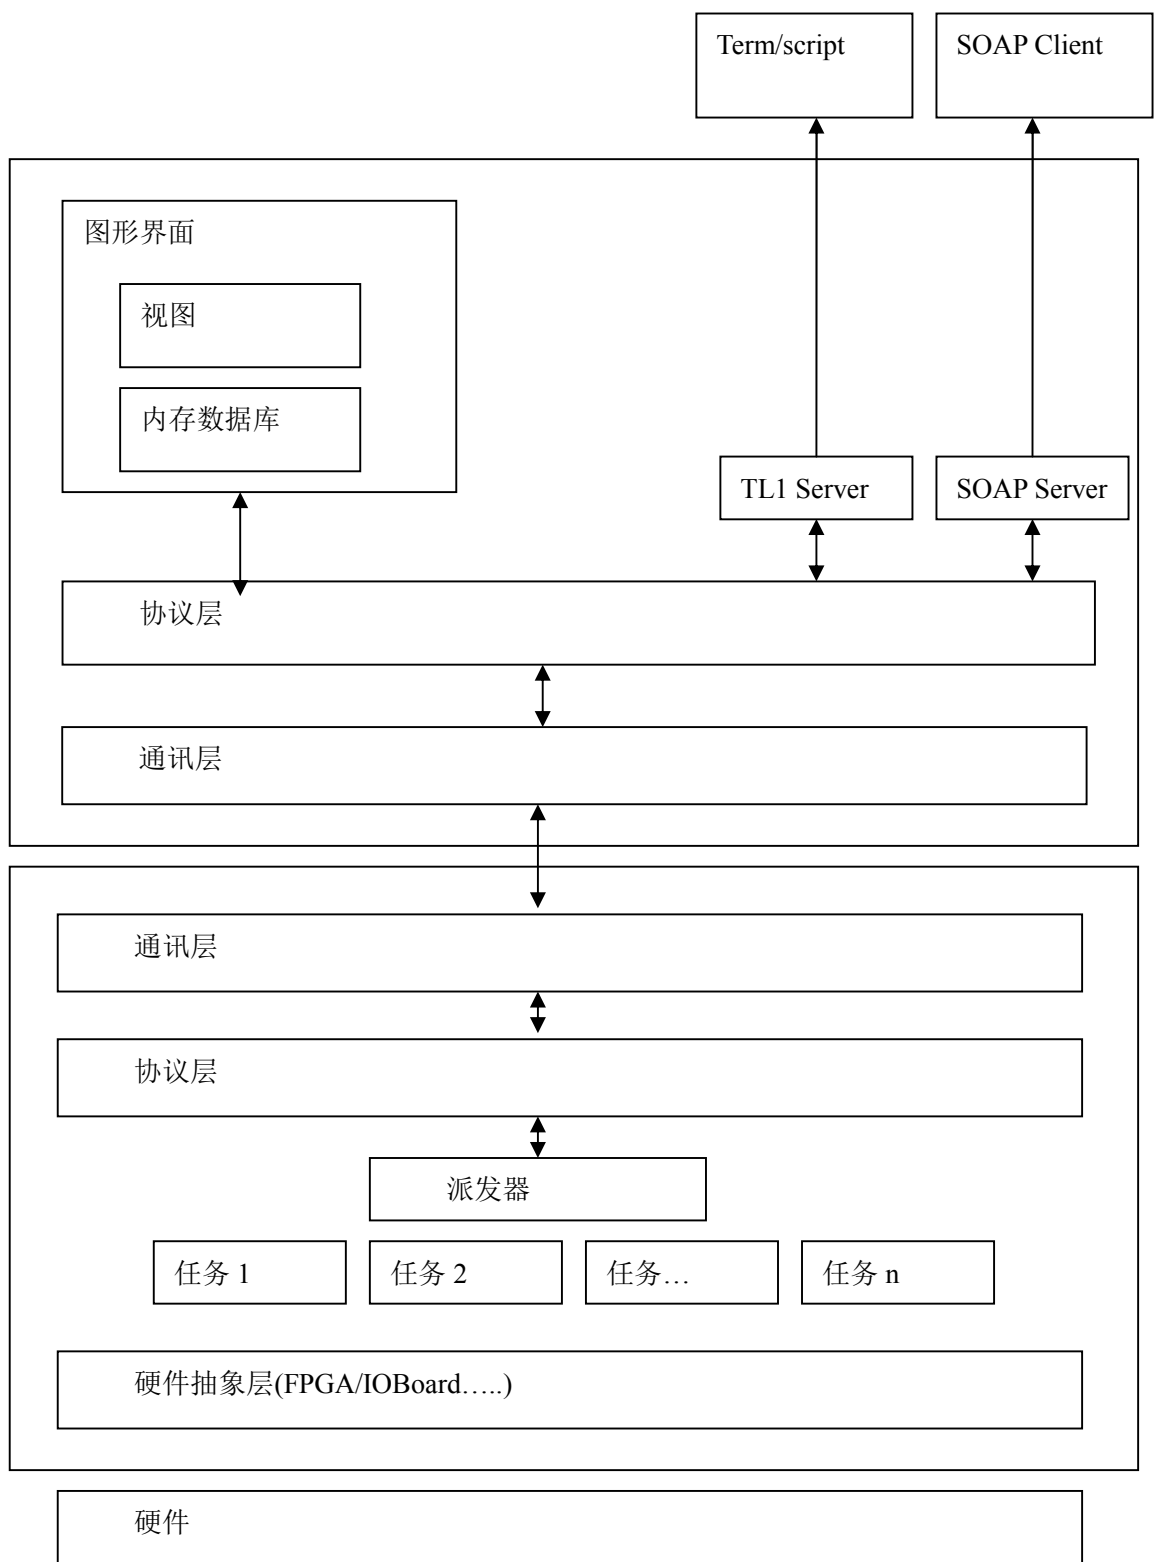 Term/script
SOAP Client
图形界面
视图
内存数据库
TL1 Server
SOAP Server
协议层
通讯层
通讯层
协议层
派发器
任务 1
任务 2
任务…
任务 n
硬件抽象层(FPGA/IOBoard…..)
硬件